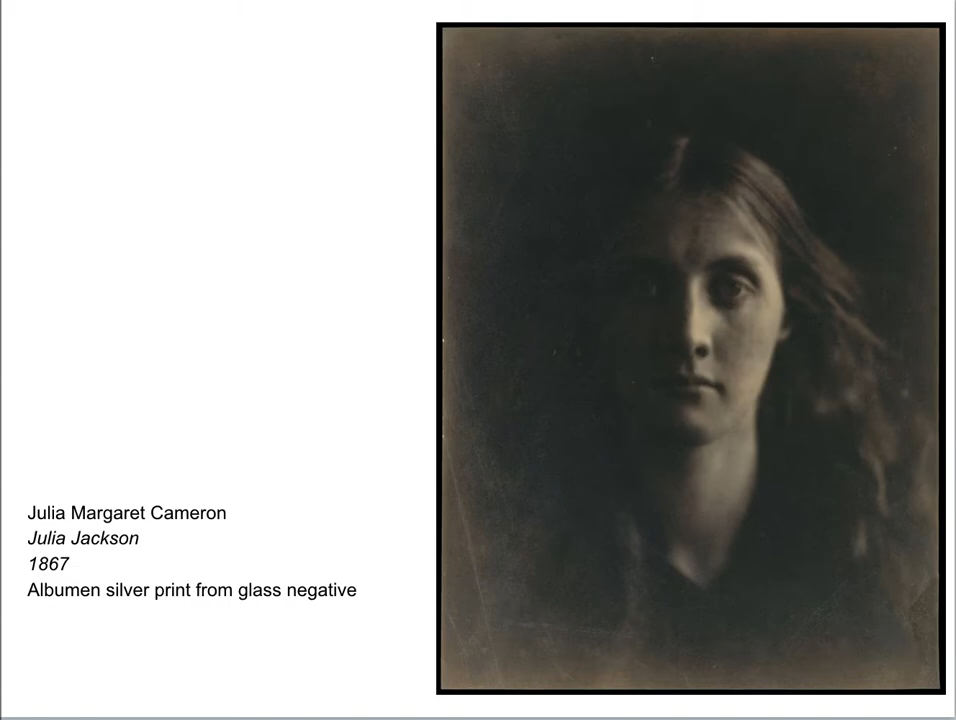 Julia Margaret Cameron
Julia Jackson
1867
Albumen silver print from glass negative